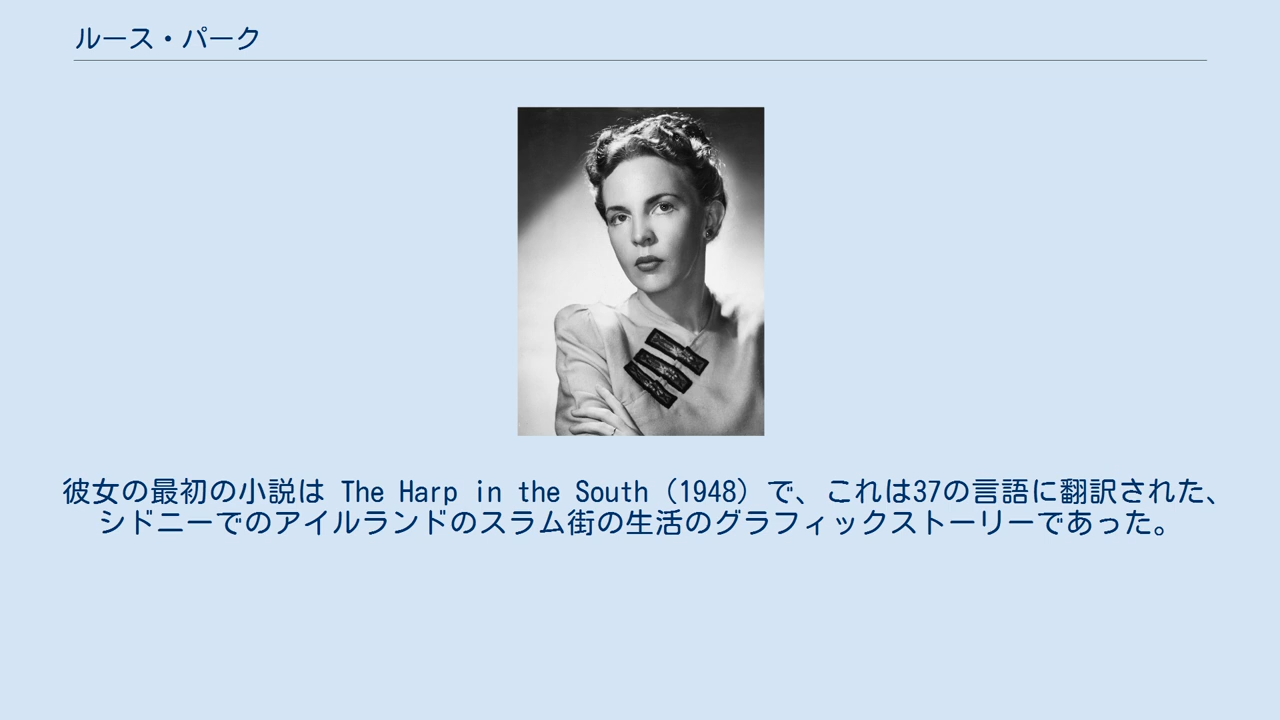 ルース・パーク
彼女の最初の小説は The Harp in the South（1948）で、これは37の言語に翻訳された、
シドニーでのアイルランドのスラム街の生活のグラフィックストーリーであった。